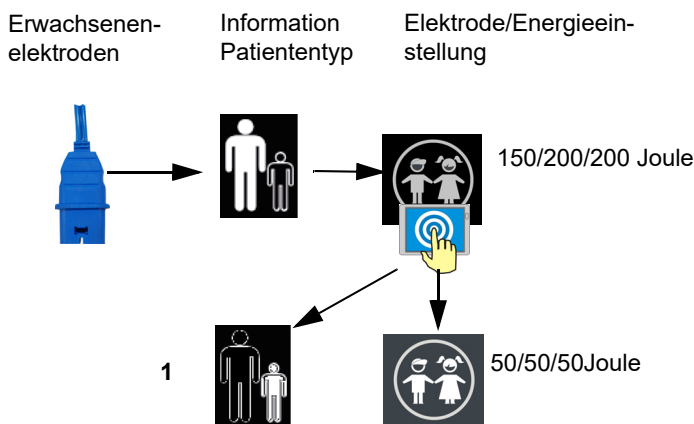 Erwachsenen-
elektroden
Information
Patiententyp
Elektrode/Energieein-
stellung
150/200/200 Joule
1
50/50/50Joule